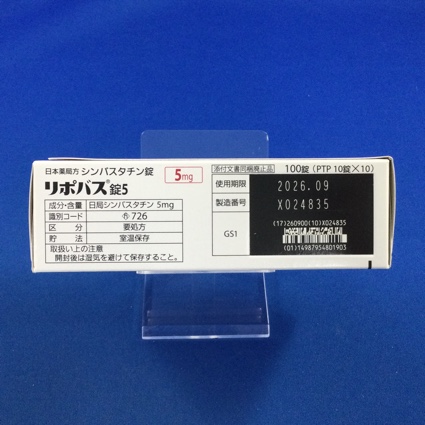 日本薬局方 シンバスタチン錠
リポバス®錠5
5mg
成分・含量 日局シンバスタチン 5mg
識別コード 726
区分 要処方
貯法 室温保存
取扱い上の注意
開封後は湿気を避けて保存すること。
添付文書同梱廃止品
100錠（PTP 10錠×10）
使用期限 2026.09
製造番号 X024835
GS1
(17)260900(10)X024835
(01)14987954801903